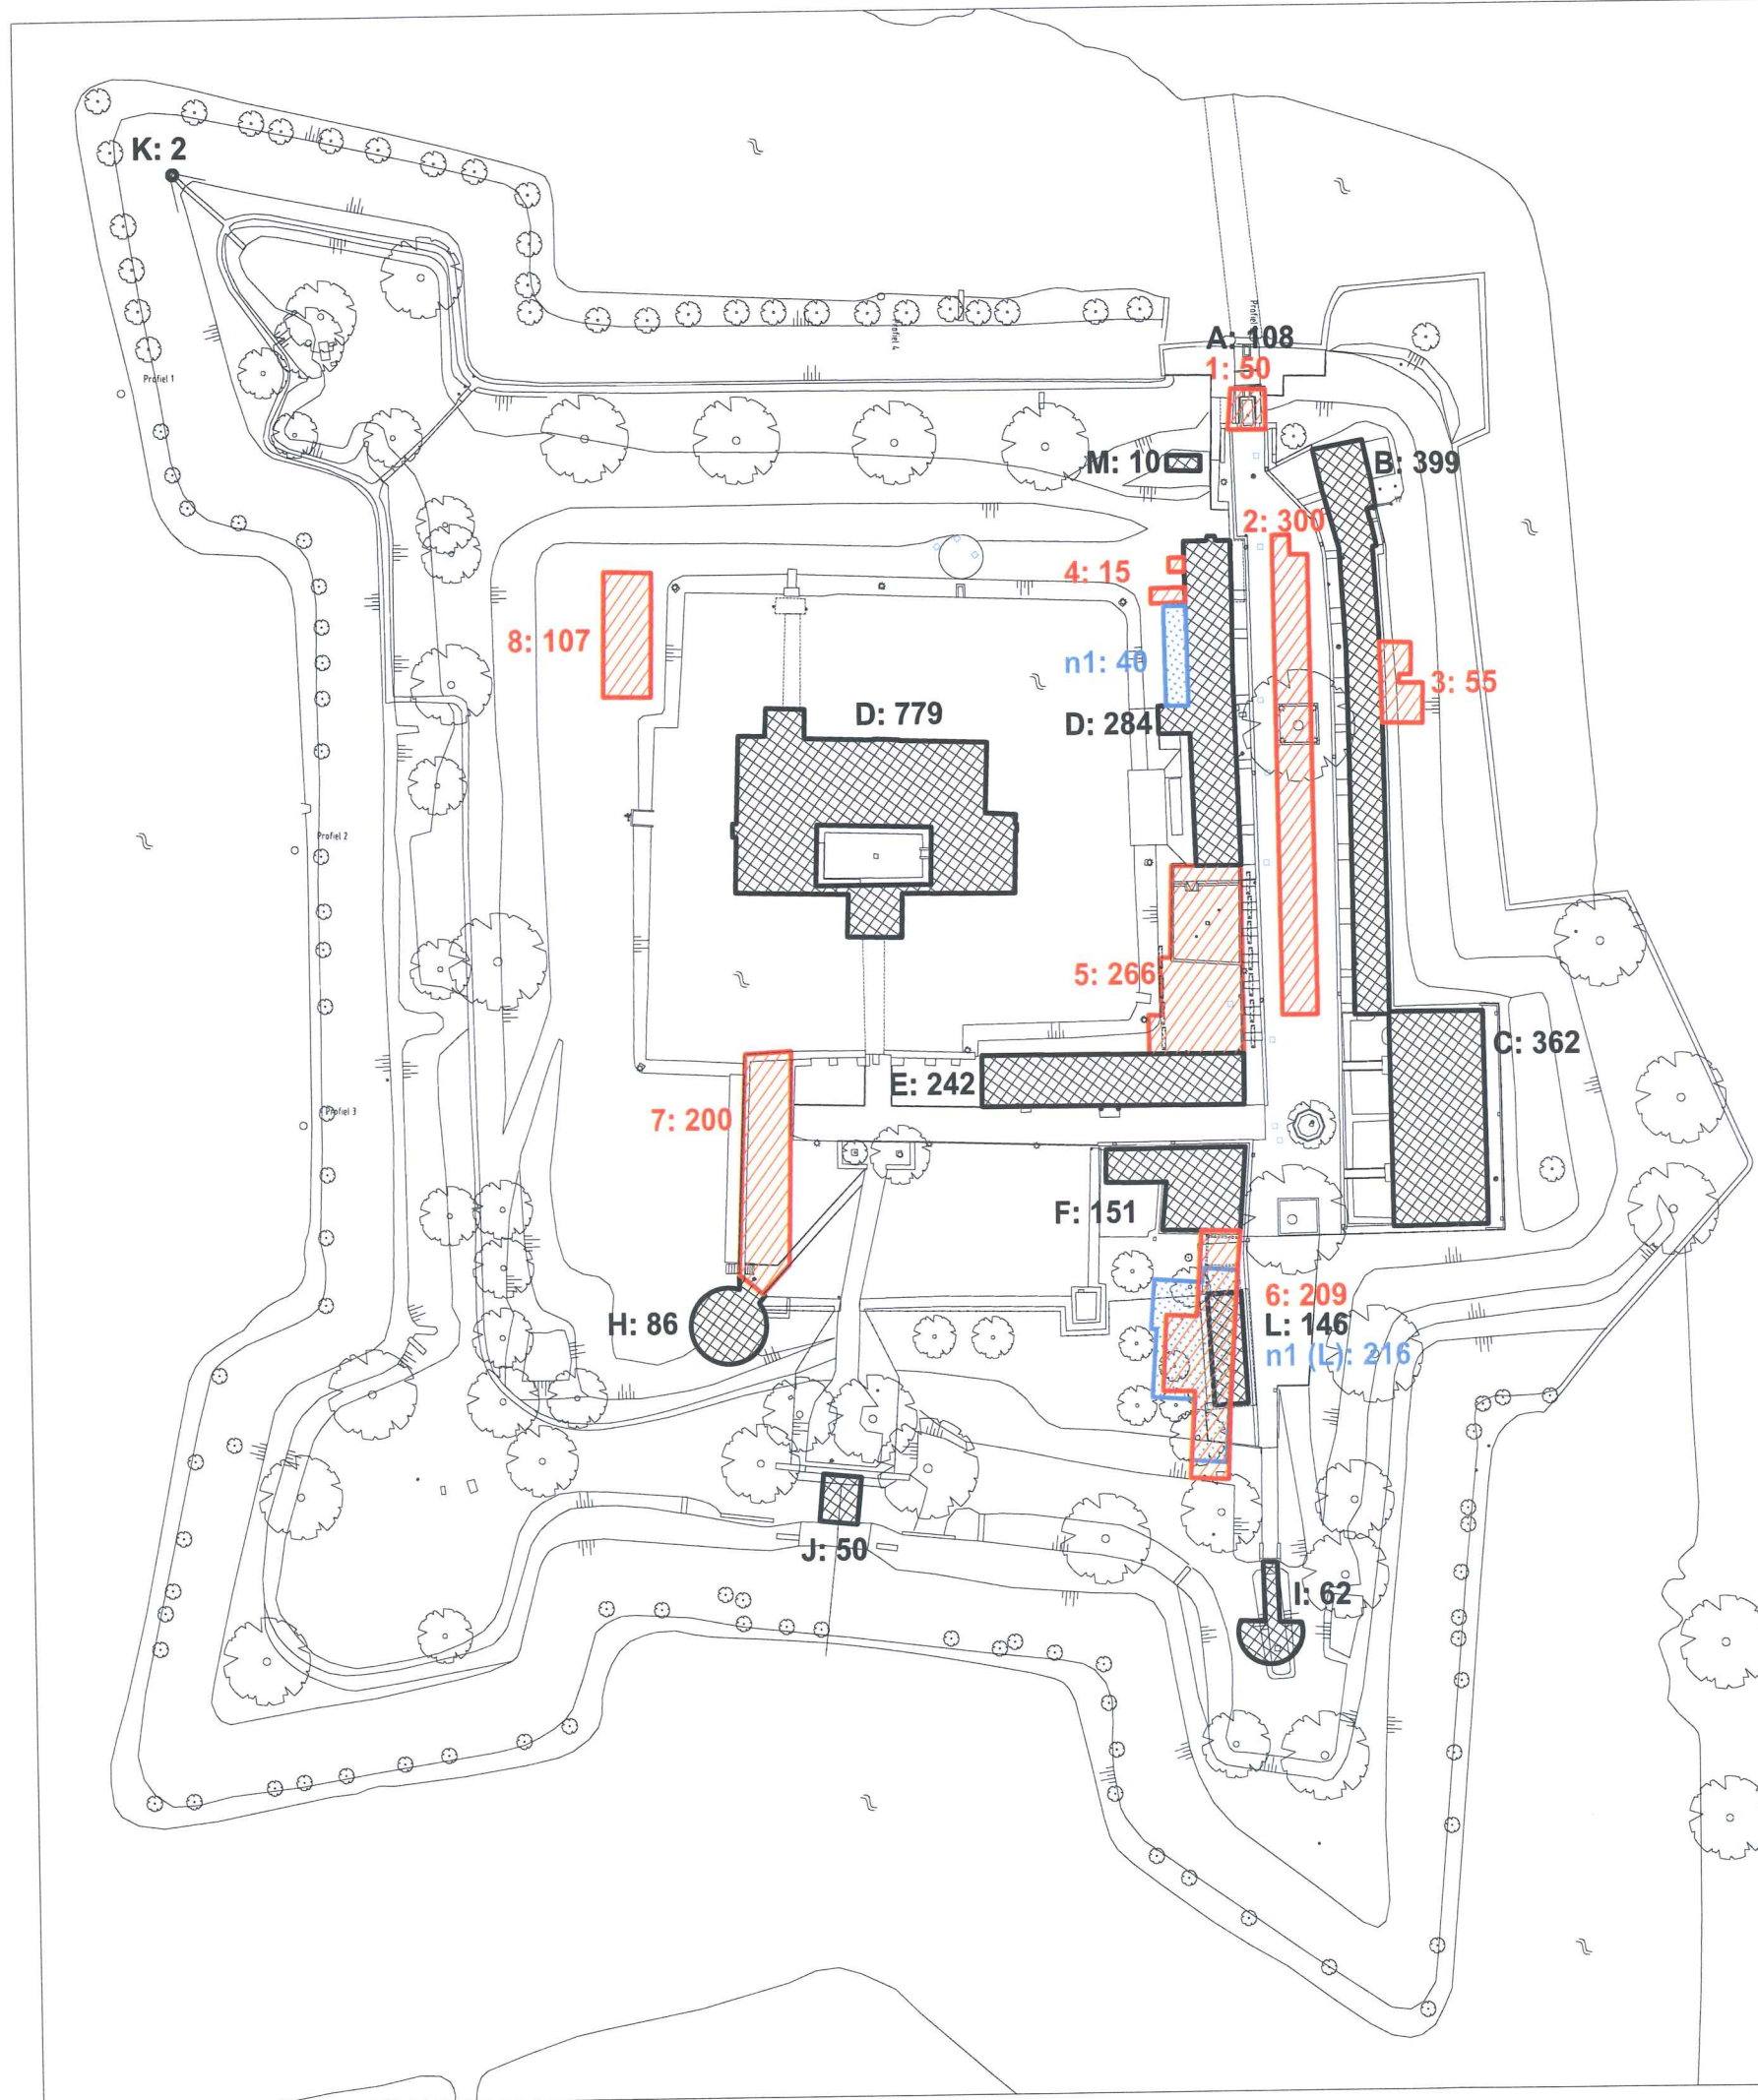 K: 2
Profiel 4
A: 108
1: 50
Profiel 1
M: 10
B: 399
2: 300
4: 15
8: 107
n1: 40
3: 55
D: 779
D: 284
Profiel 2
5: 266
C: 362
E: 242
Profiel 3
7: 200
F: 151
6: 209
H: 86
L: 146
n1 (L): 216
J: 50
I: 62